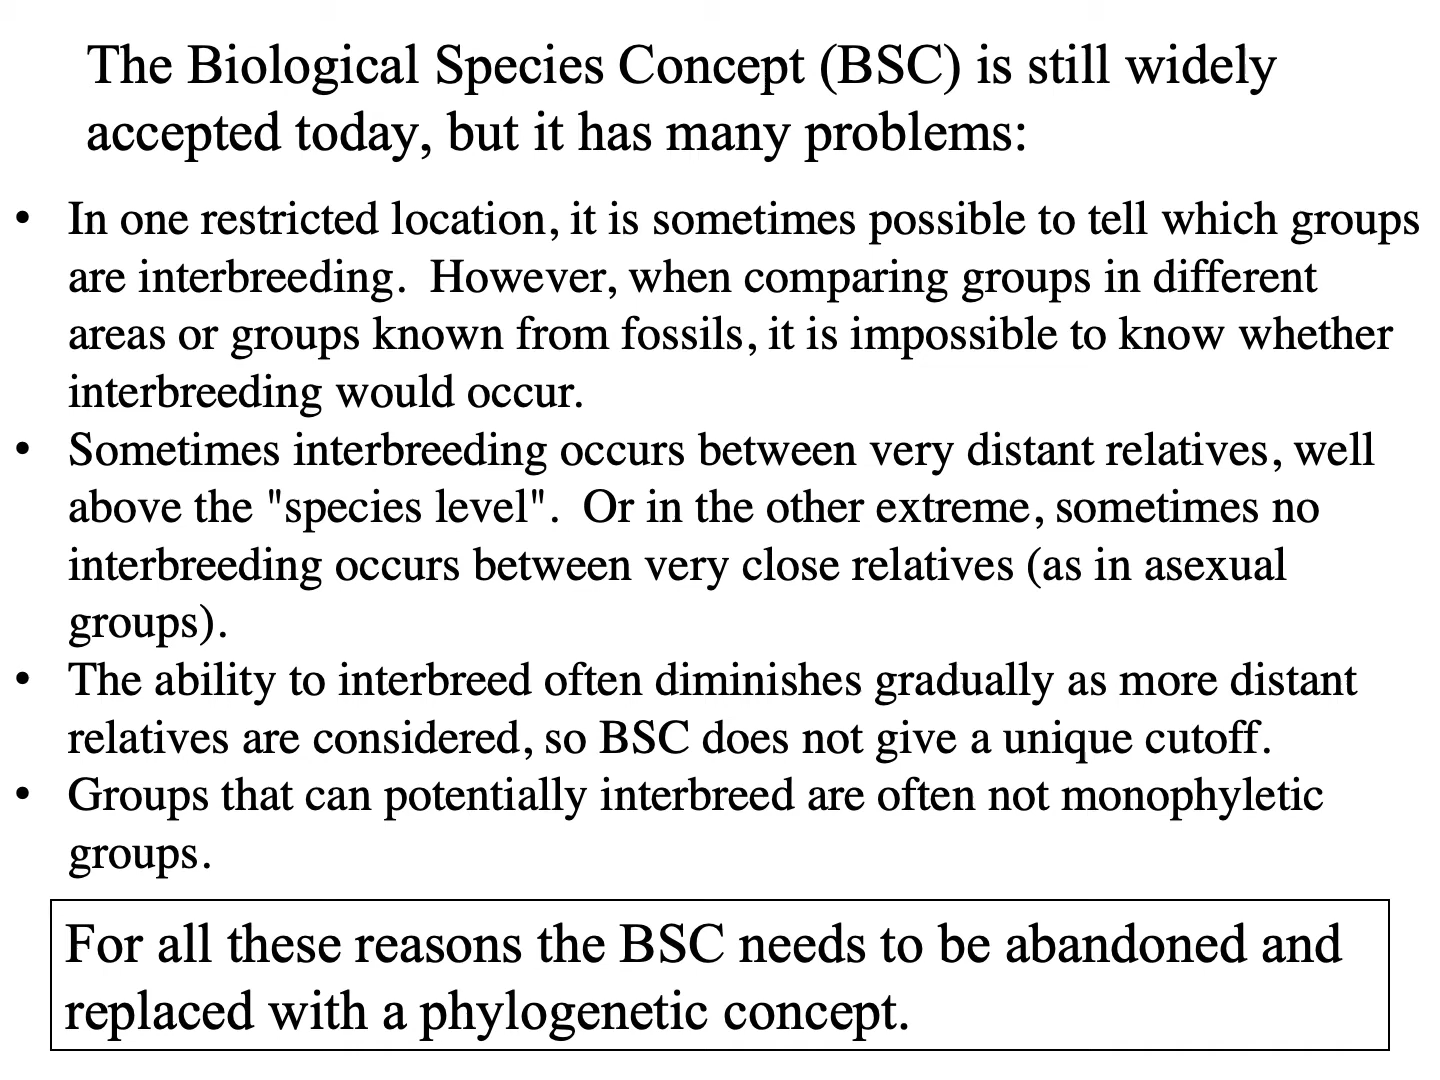 The Biological Species Concept (BSC) is still widely
accepted today, but it has many problems:
• In one restricted location, it is sometimes possible to tell which groups
are interbreeding.  However, when comparing groups in different
areas or groups known from fossils, it is impossible to know whether
interbreeding would occur.
• Sometimes interbreeding occurs between very distant relatives, well
above the "species level".  Or in the other extreme, sometimes no
interbreeding occurs between very close relatives (as in asexual
groups).
• The ability to interbreed often diminishes gradually as more distant
relatives are considered, so BSC does not give a unique cutoff.
• Groups that can potentially interbreed are often not monophyletic
groups.
For all these reasons the BSC needs to be abandoned and
replaced with a phylogenetic concept.